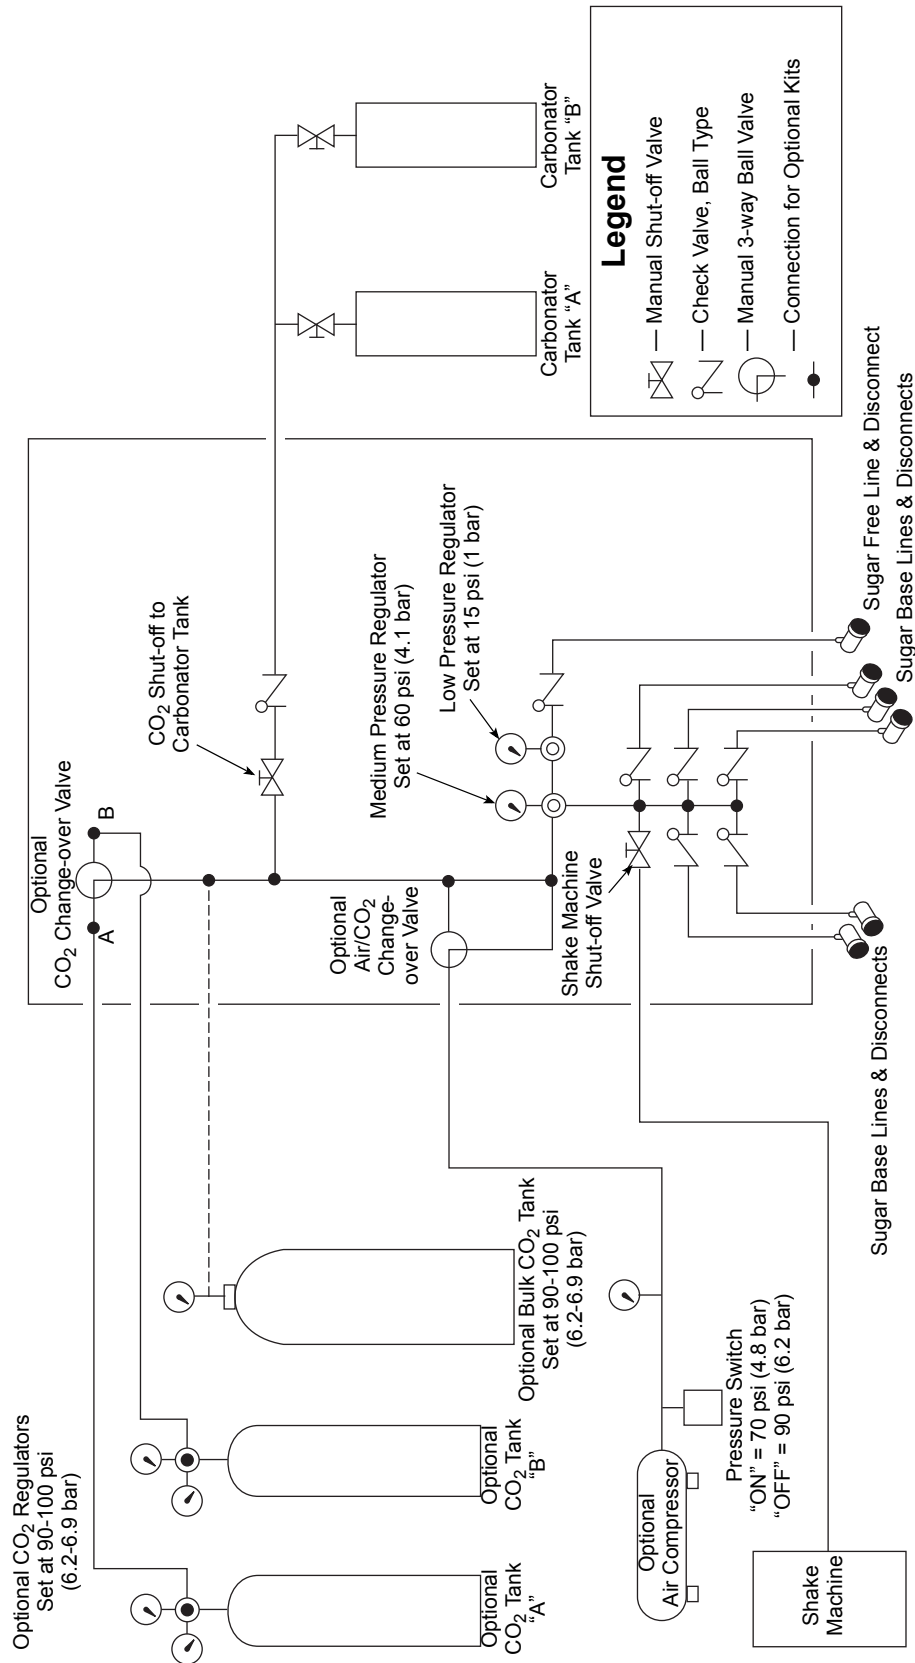 Optional CO2 Regulators
Set at 90-100 psi
(6.2-6.9 bar)
Optional
CO2 Tank
“A”
Optional
CO2 Tank
“B”
Optional Bulk CO2 Tank
Set at 90-100 psi
(6.2-6.9 bar)
Optional
CO2 Change-over Valve
A
B
CO2 Shut-off to
Carbonator Tank
Carbonator
Tank “A”
Carbonator
Tank “B”
Optional
Air/CO2
Change-
over Valve
Medium Pressure Regulator
Set at 60 psi (4.1 bar)
Low Pressure Regulator
Set at 15 psi (1 bar)
Shake Machine
Shut-off Valve
Optional
Air Compressor
Pressure Switch
“ON” = 70 psi (4.8 bar)
“OFF” = 90 psi (6.2 bar)
Shake
Machine
Sugar Base Lines & Disconnects
Sugar Free Line & Disconnect
Sugar Base Lines & Disconnects
Legend
— Manual Shut-off Valve
— Check Valve, Ball Type
— Manual 3-way Ball Valve
— Connection for Optional Kits